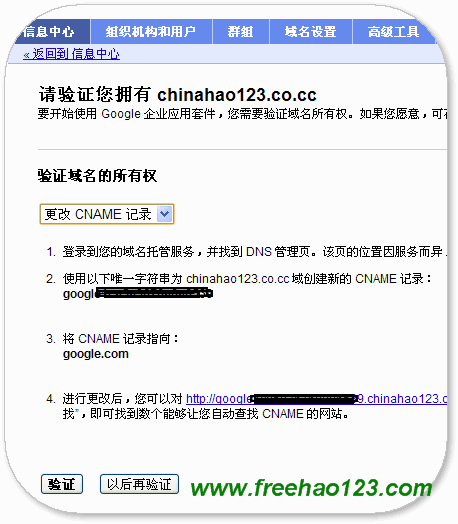 信息中心 组织机构和用户 群组 域名设置 高级工具
« 返回到 信息中心
请验证您拥有 chinahao123.co.cc
要开始使用 Google 企业应用套件，您需要验证域名所有权。如果您愿意，可在
验证域名的所有权
更改 CNAME 记录
1. 登录到您的域名托管服务，并找到 DNS 管理页。该页的位置因服务而异
2. 使用以下唯一字符串为 chinahao123.co.cc 域创建新的 CNAME 记录：
google
3. 将 CNAME 记录指向：
google.com
4. 进行更改后，您可以对 http://google 9.chinahao123.c
找”，即可找到数个能够让您自动查找 CNAME 的网站。
验证 以后再验证
www.freehao123.com